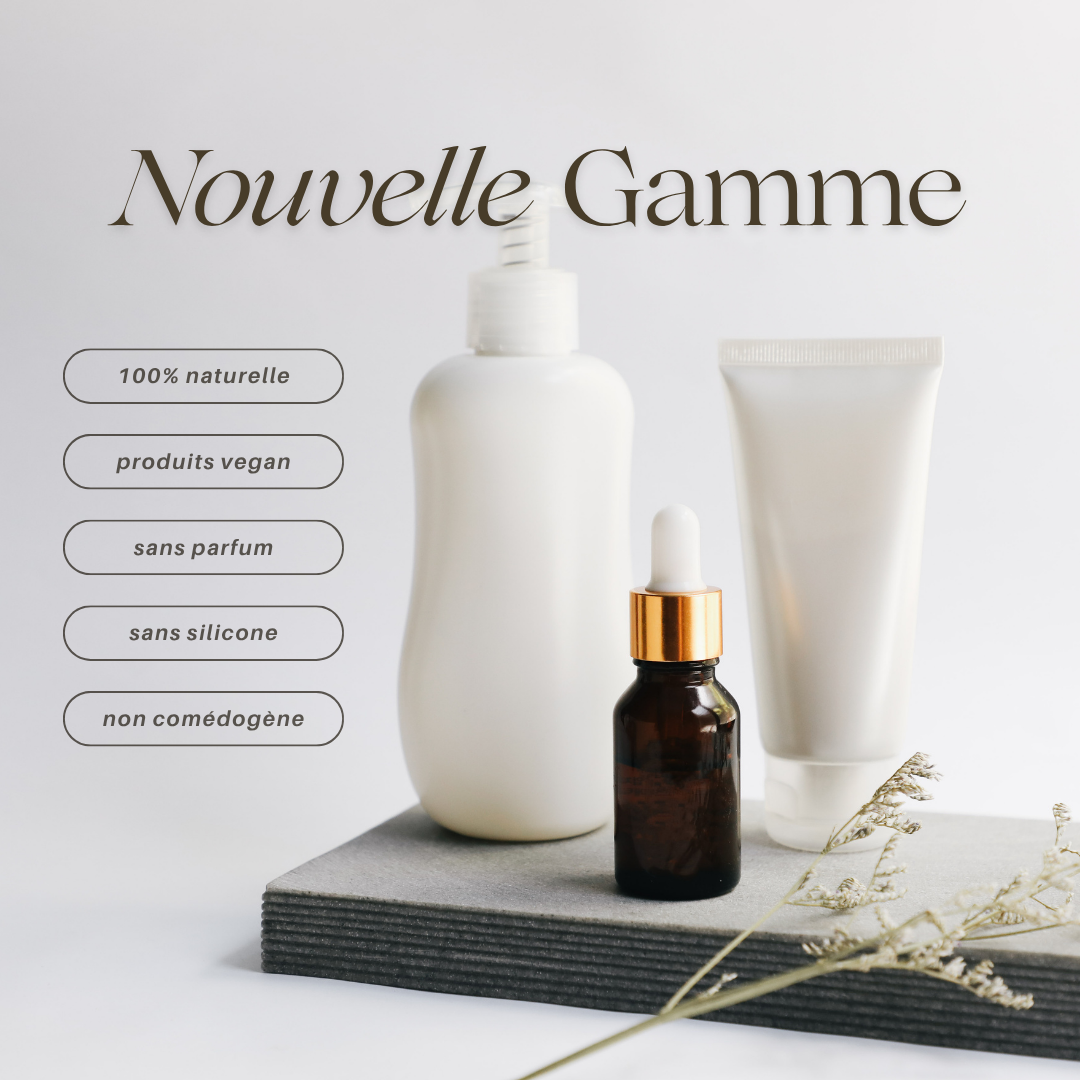 Nouvelle Gamme
100% naturelle
produits vegan
sans parfum
sans silicone
non comédogène